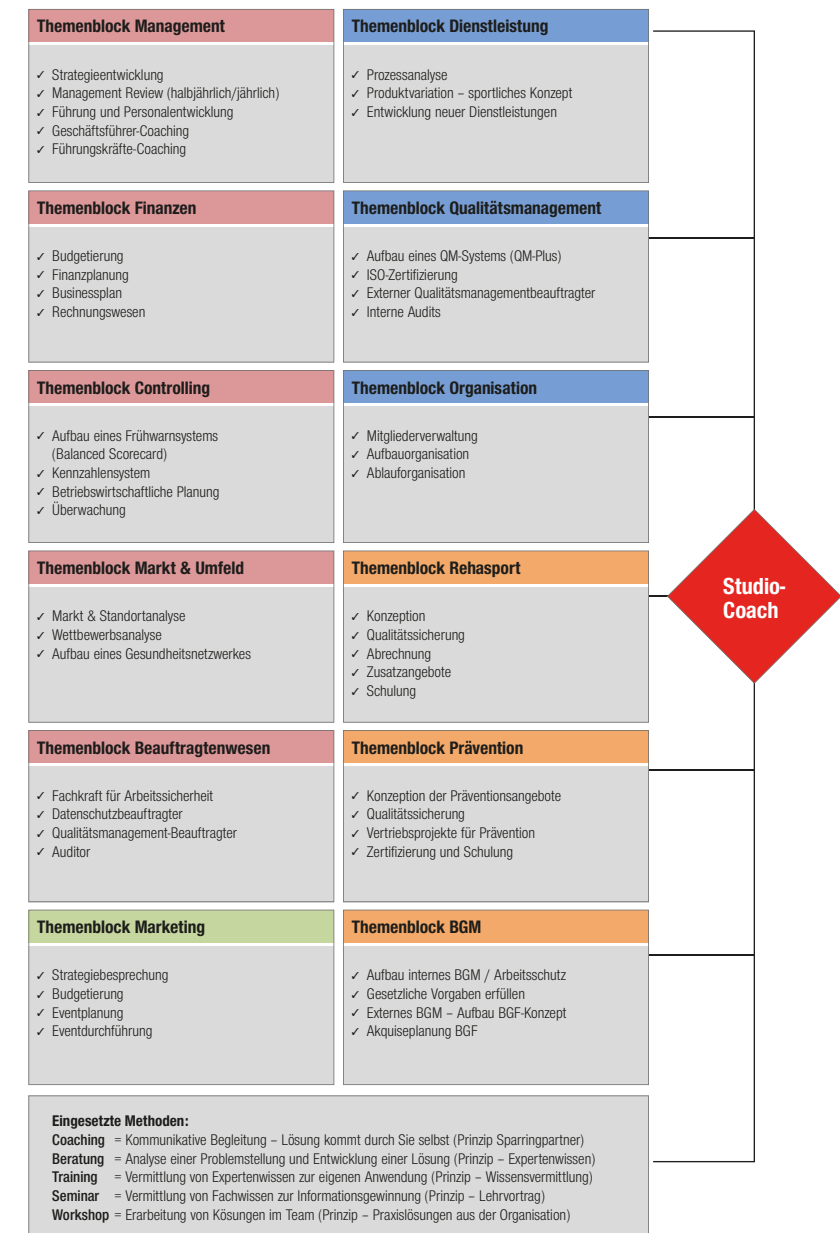 Themenblock Management
✓ Strategieentwicklung
✓ Management Review (halbjährlich/jährlich)
✓ Führung und Personalentwicklung
✓ Geschäftsführer-Coaching
✓ Führungskräfte-Coaching
Themenblock Dienstleistung
✓ Prozessanalyse
✓ Produktvariation – sportliches Konzept
✓ Entwicklung neuer Dienstleistungen
Themenblock Finanzen
✓ Budgetierung
✓ Finanzplanung
✓ Businessplan
✓ Rechnungswesen
Themenblock Qualitätsmanagement
✓ Aufbau eines QM-Systems (QM-Plus)
✓ ISO-Zertifizierung
✓ Externer Qualitätsmanagementbeauftragter
✓ Interne Audits
Themenblock Controlling
✓ Aufbau eines Frühwarnsystems
(Balanced Scorecard)
✓ Kennzahlensystem
✓ Betriebswirtschaftliche Planung
✓ Überwachung
Themenblock Organisation
✓ Mitgliederverwaltung
✓ Aufbauorganisation
✓ Ablauforganisation
Themenblock Markt & Umfeld
✓ Markt & Standortanalyse
✓ Wettbewerbsanalyse
✓ Aufbau eines Gesundheitsnetzwerkes
Themenblock Rehasport
✓ Konzeption
✓ Qualitätssicherung
✓ Abrechnung
✓ Zusatzangebote
✓ Schulung
Studio-
Coach
Themenblock Beauftragtenwesen
✓ Fachkraft für Arbeitssicherheit
✓ Datenschutzbeauftragter
✓ Qualitätsmanagement-Beauftragter
✓ Auditor
Themenblock Prävention
✓ Konzeption der Präventionsangebote
✓ Qualitätssicherung
✓ Vertriebsprojekte für Prävention
✓ Zertifizierung und Schulung
Themenblock Marketing
✓ Strategiebesprechung
✓ Budgetierung
✓ Eventplanung
✓ Eventdurchführung
Themenblock BGM
✓ Aufbau internes BGM / Arbeitsschutz
✓ Gesetzliche Vorgaben erfüllen
✓ Externes BGM – Aufbau BGF-Konzept
✓ Akquiseplanung BGF
Eingesetzte Methoden:
Coaching = Kommunikative Begleitung – Lösung kommt durch Sie selbst (Prinzip Sparringpartner)
Beratung = Analyse einer Problemstellung und Entwicklung einer Lösung (Prinzip – Expertenwissen)
Training = Vermittlung von Expertenwissen zur eigenen Anwendung (Prinzip – Wissensvermittlung)
Seminar = Vermittlung von Fachwissen zur Informationsgewinnung (Prinzip – Lehrvortrag)
Workshop = Erarbeitung von Kösungen im Team (Prinzip – Praxislösungen aus der Organisation)